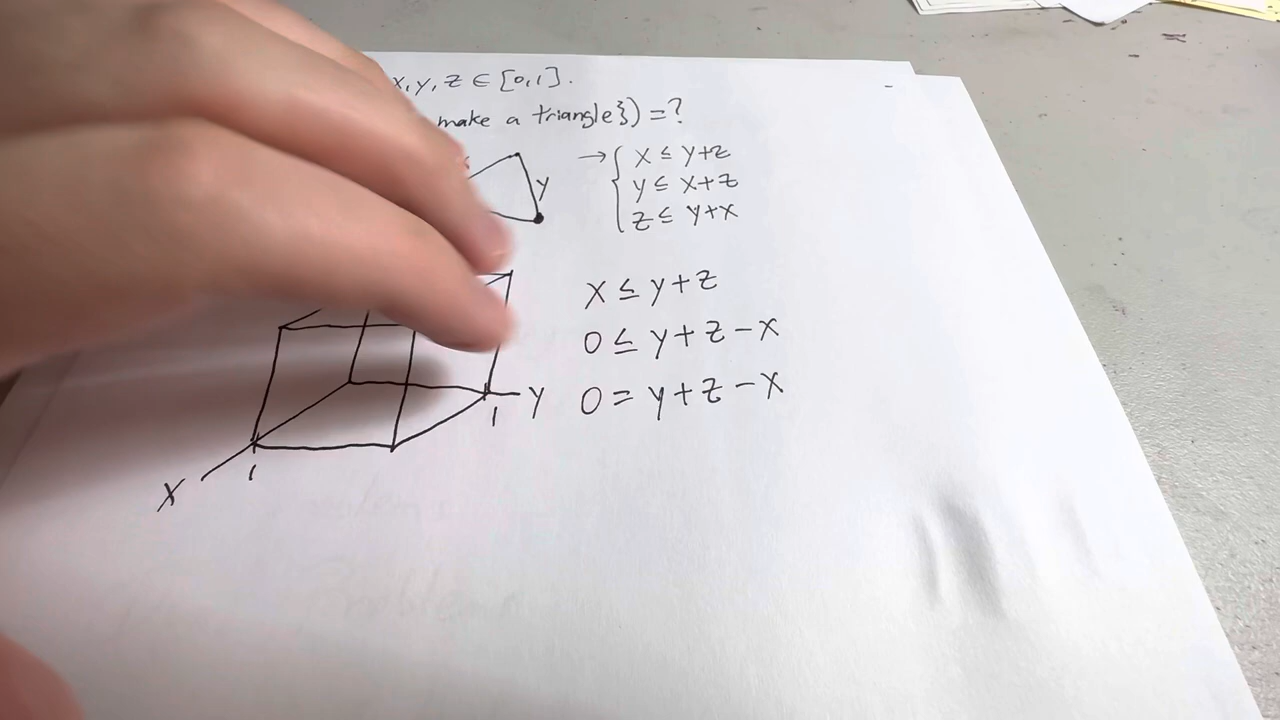 x, y, z ∈ [0,1].
make a triangle}) = ?
y
→ { x ≤ y+z
y ≤ x+z
z ≤ y+x
x ≤ y+z
0 ≤ y+z-x
0 = y+z-x
y
1
x
1